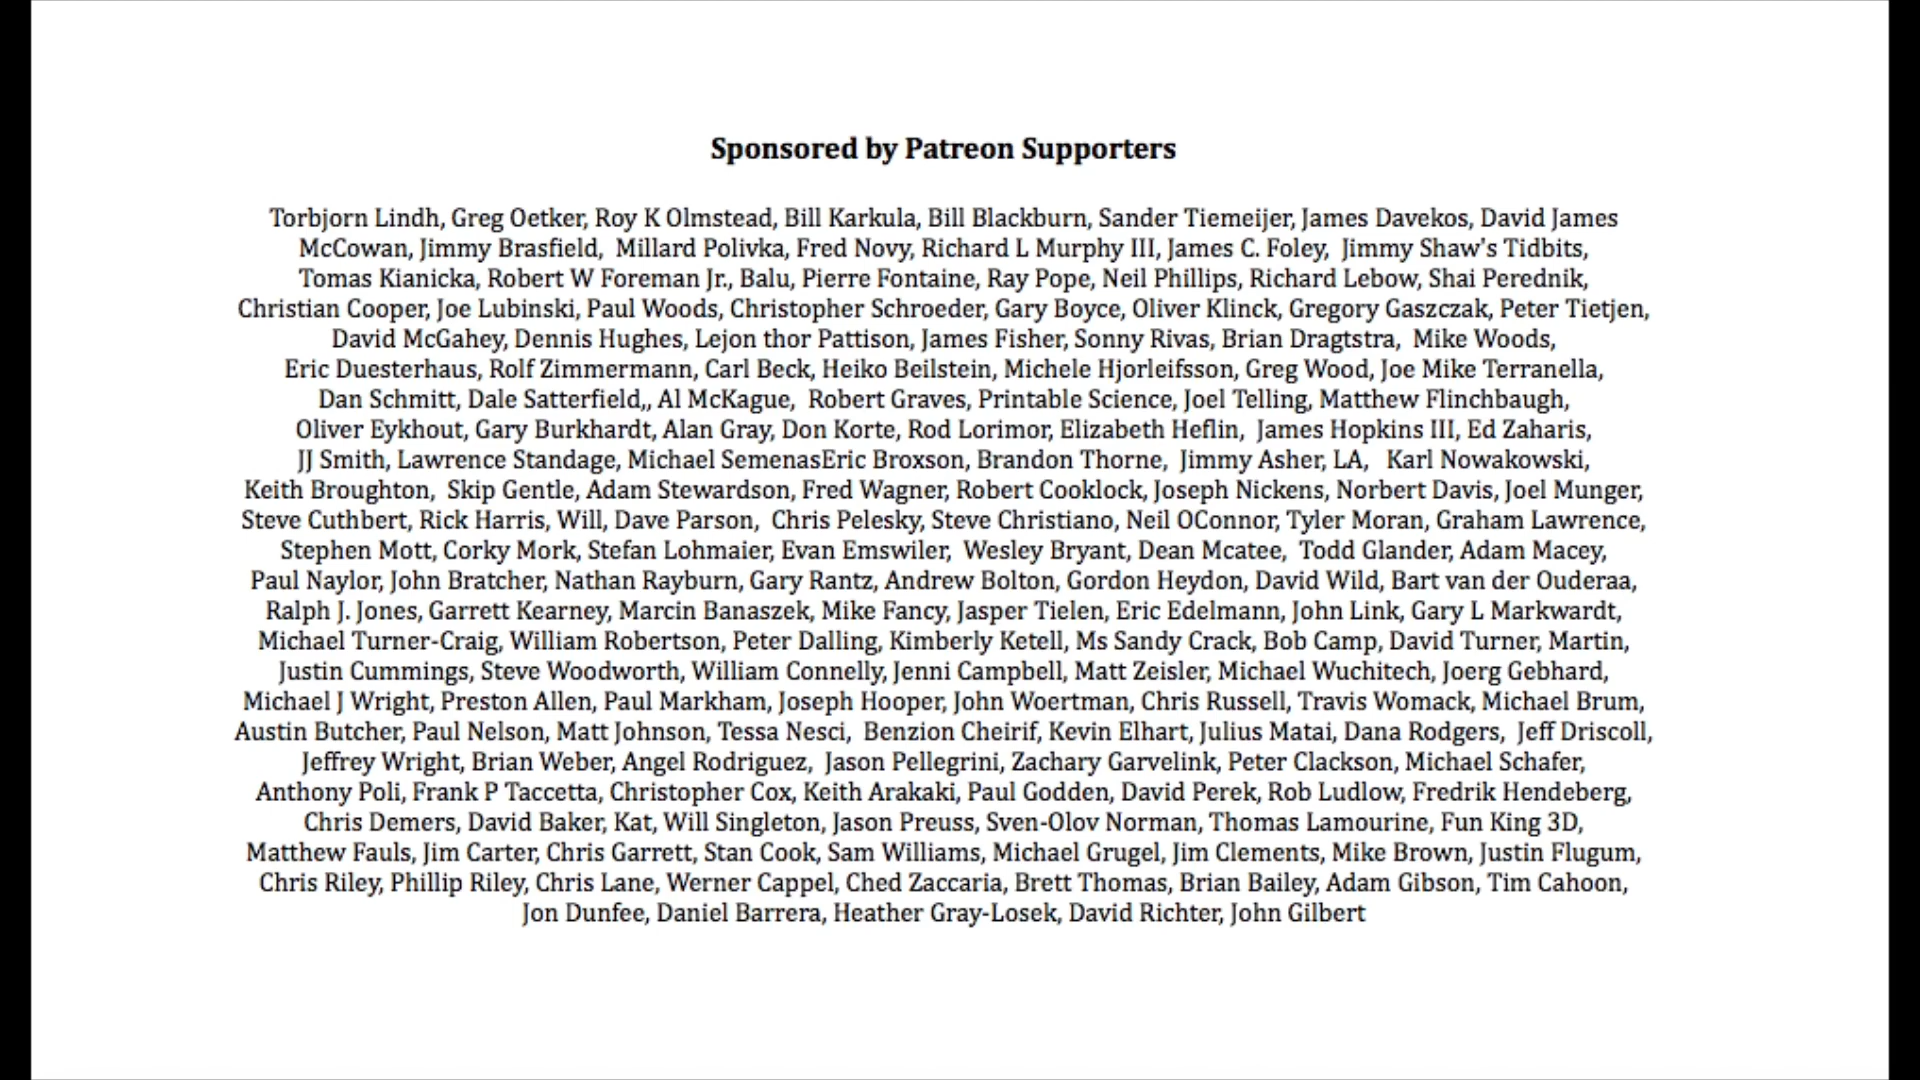 Sponsored by Patreon Supporters
Torbjorn Lindh, Greg Oetker, Roy K Olmstead, Bill Karkula, Bill Blackburn, Sander Tiemeijer, James Davekos, David James
McCowan, Jimmy Brasfield,  Millard Polivka, Fred Novy, Richard L Murphy III, James C. Foley,  Jimmy Shaw's Tidbits,
Tomas Kianicka, Robert W Foreman Jr., Balu, Pierre Fontaine, Ray Pope, Neil Phillips, Richard Lebow, Shai Perednik,
Christian Cooper, Joe Lubinski, Paul Woods, Christopher Schroeder, Gary Boyce, Oliver Klinck, Gregory Gaszczak, Peter Tietjen,
David McGahey, Dennis Hughes, Lejon thor Pattison, James Fisher, Sonny Rivas, Brian Dragtstra,  Mike Woods,
Eric Duesterhaus, Rolf Zimmermann, Carl Beck, Heiko Beilstein, Michele Hjorleifsson, Greg Wood, Joe Mike Terranella,
Dan Schmitt, Dale Satterfield,, Al McKague,  Robert Graves, Printable Science, Joel Telling, Matthew Flinchbaugh,
Oliver Eykhout, Gary Burkhardt, Alan Gray, Don Korte, Rod Lorimor, Elizabeth Heflin,  James Hopkins III, Ed Zaharis,
JJ Smith, Lawrence Standage, Michael SemenasEric Broxson, Brandon Thorne,  Jimmy Asher, LA,   Karl Nowakowski,
Keith Broughton,  Skip Gentle, Adam Stewardson, Fred Wagner, Robert Cooklock, Joseph Nickens, Norbert Davis, Joel Munger,
Steve Cuthbert, Rick Harris, Will, Dave Parson,  Chris Pelesky, Steve Christiano, Neil OConnor, Tyler Moran, Graham Lawrence,
Stephen Mott, Corky Mork, Stefan Lohmaier, Evan Emswiler,  Wesley Bryant, Dean Mcatee,  Todd Glander, Adam Macey,
Paul Naylor, John Bratcher, Nathan Rayburn, Gary Rantz, Andrew Bolton, Gordon Heydon, David Wild, Bart van der Ouderaa,
Ralph J. Jones, Garrett Kearney, Marcin Banaszek, Mike Fancy, Jasper Tielen, Eric Edelmann, John Link, Gary L Markwardt,
Michael Turner-Craig, William Robertson, Peter Dalling, Kimberly Ketell, Ms Sandy Crack, Bob Camp, David Turner, Martin,
Justin Cummings, Steve Woodworth, William Connelly, Jenni Campbell, Matt Zeisler, Michael Wuchitech, Joerg Gebhard,
Michael J Wright, Preston Allen, Paul Markham, Joseph Hooper, John Woertman, Chris Russell, Travis Womack, Michael Brum,
Austin Butcher, Paul Nelson, Matt Johnson, Tessa Nesci,  Benzion Cheirif, Kevin Elhart, Julius Matai, Dana Rodgers,  Jeff Driscoll,
Jeffrey Wright, Brian Weber, Angel Rodriguez,  Jason Pellegrini, Zachary Garvelink, Peter Clackson, Michael Schafer,
Anthony Poli, Frank P Taccetta, Christopher Cox, Keith Arakaki, Paul Godden, David Perek, Rob Ludlow, Fredrik Hendeberg,
Chris Demers, David Baker, Kat, Will Singleton, Jason Preuss, Sven-Olov Norman, Thomas Lamourine, Fun King 3D,
Matthew Fauls, Jim Carter, Chris Garrett, Stan Cook, Sam Williams, Michael Grugel, Jim Clements, Mike Brown, Justin Flugum,
Chris Riley, Phillip Riley, Chris Lane, Werner Cappel, Ched Zaccaria, Brett Thomas, Brian Bailey, Adam Gibson, Tim Cahoon,
Jon Dunfee, Daniel Barrera, Heather Gray-Losek, David Richter, John Gilbert